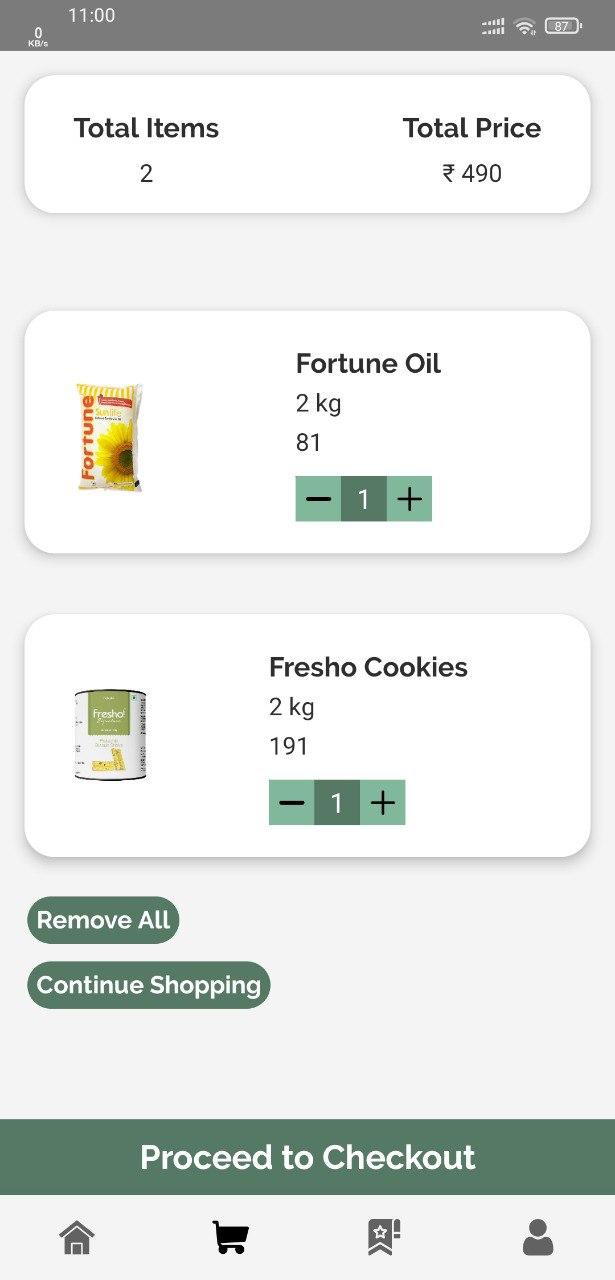 11:00
0
KB/s
87
Total Items
Total Price
2
₹ 490
Fortune Oil
2 kg
81
Fortune
Sunlite
1
Fresho Cookies
2 kg
191
Fresho!
1
Remove All
Continue Shopping
Proceed to Checkout